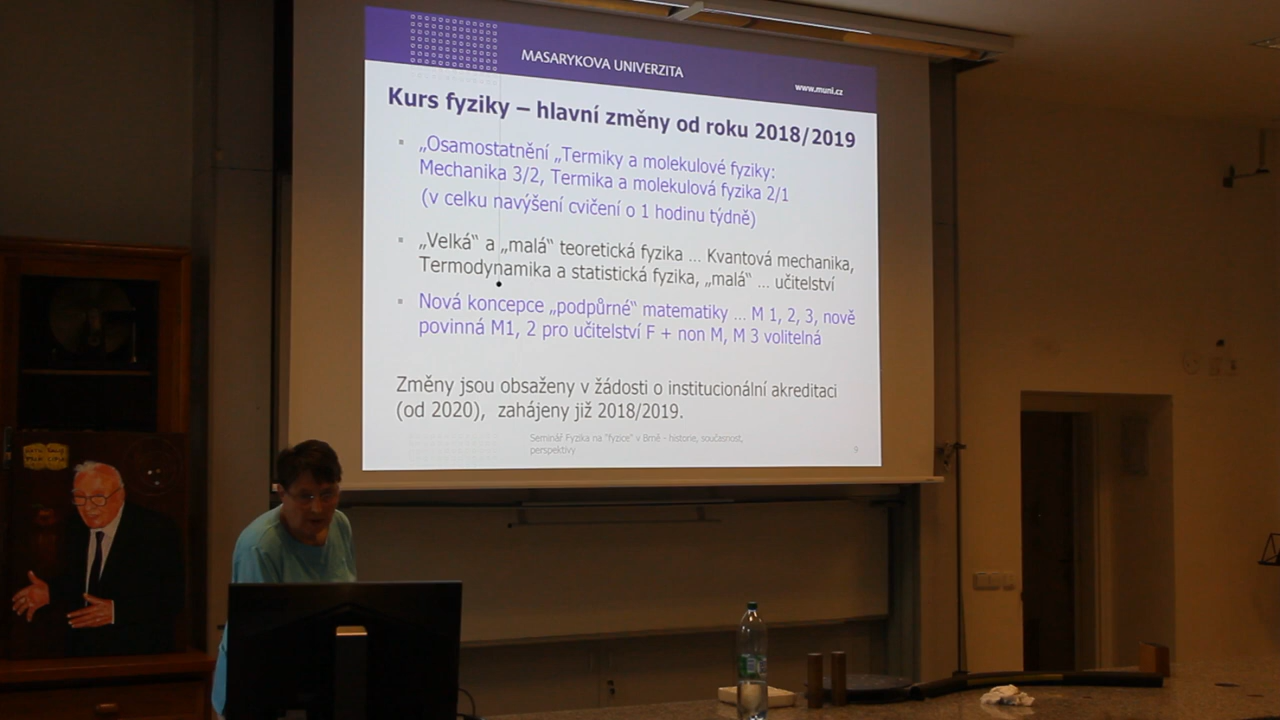 MASARYKOVA UNIVERZITA
www.muni.cz
Kurs fyziky – hlavní změny od roku 2018/2019
„Osamostatnění „Termiky a molekulové fyziky:
Mechanika 3/2, Termika a molekulová fyzika 2/1
(v celku navýšení cvičení o 1 hodinu týdně)
„Velká“ a „malá“ teoretická fyzika ... Kvantová mechanika,
Termodynamika a statistická fyzika, „malá“ ... učitelství
Nová koncepce „podpůrné“ matematiky ... M 1, 2, 3, nově
povinná M1, 2 pro učitelství F + non M, M 3 volitelná
Změny jsou obsaženy v žádosti o institucionální akreditaci
(od 2020), zahájeny již 2018/2019.
Seminář Fyzika na "fyzice" v Brně - historie, současnost,
perspektivy
9